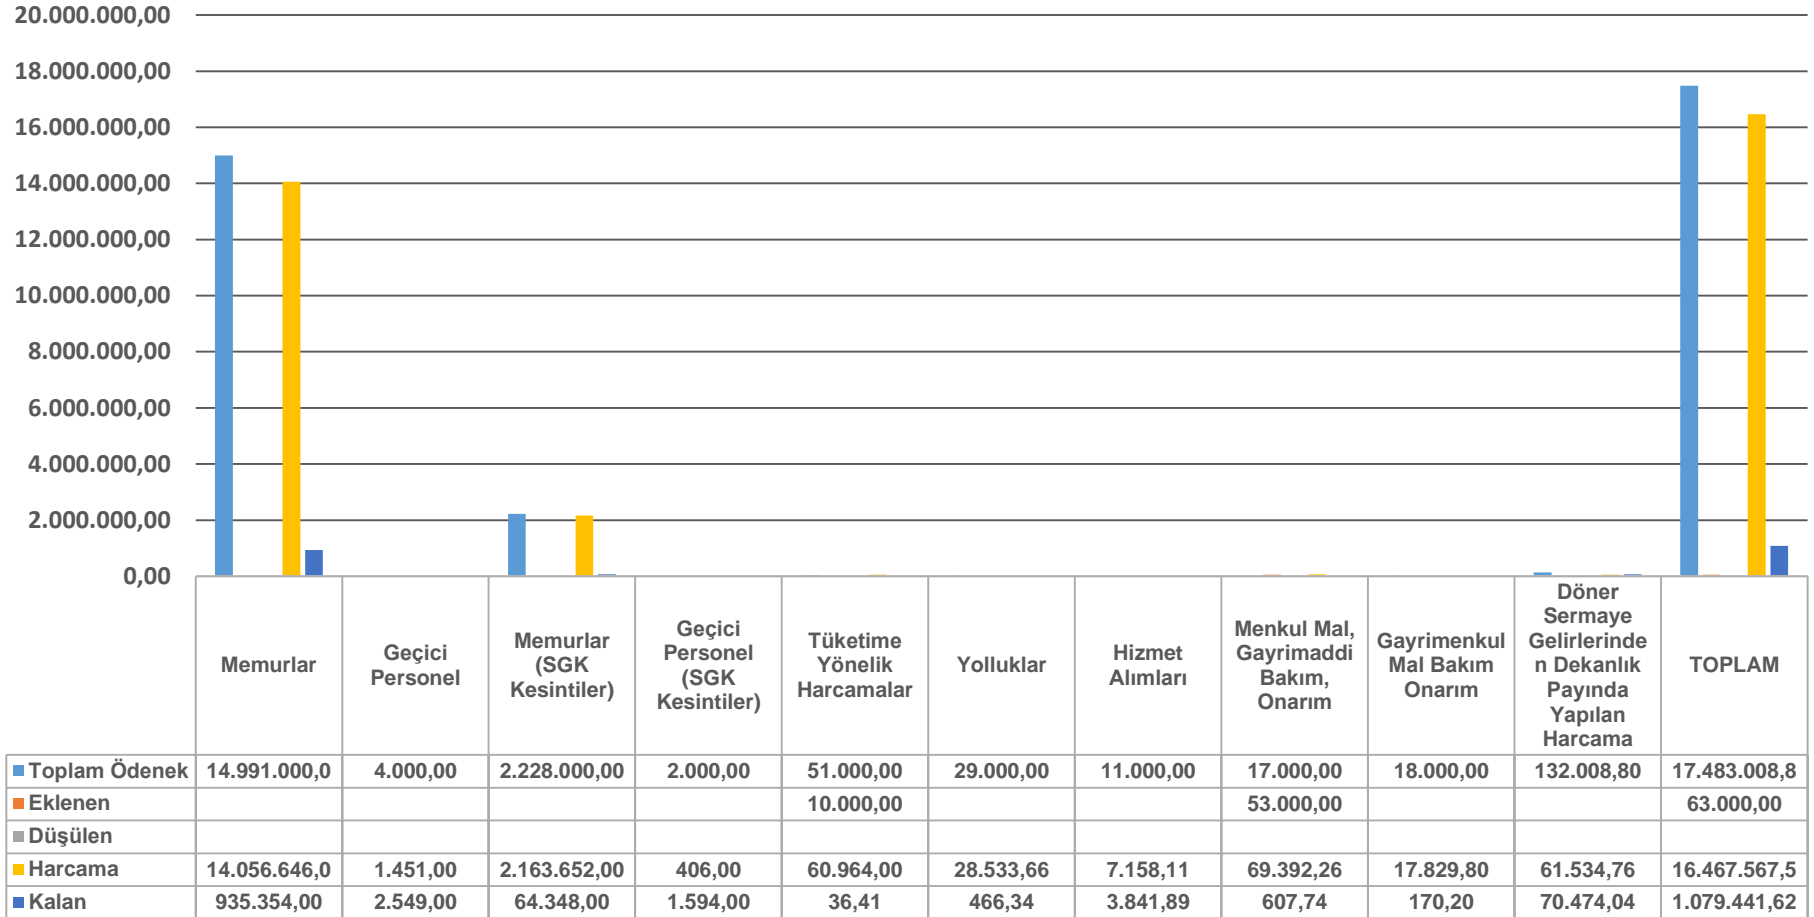 20.000.000,00
18.000.000,00
16.000.000,00
14.000.000,00
12.000.000,00
10.000.000,00
8.000.000,00
6.000.000,00
4.000.000,00
2.000.000,00
0,00
Memurlar
Geçici
Personel
Memurlar
(SGK
Kesintiler)
Geçici
Personel
(SGK
Kesintiler)
Tüketime
Yönelik
Harcamalar
Yolluklar
Hizmet
Alımları
Menkul Mal,
Gayrimaddi
Bakım,
Onarım
Gayrimenkul
Mal Bakım
Onarım
Döner
Sermaye
Gelirlerinde
n Dekanlık
Payında
Yapılan
Harcama
TOPLAM
Toplam Ödenek 14.991.000,0 4.000,00 2.228.000,00 2.000,00 51.000,00 29.000,00 11.000,00 17.000,00 18.000,00 132.008,80 17.483.008,8
Eklenen 10.000,00 53.000,00 63.000,00
Düşülen
Harcama 14.056.646,0 1.451,00 2.163.652,00 406,00 60.964,00 28.533,66 7.158,11 69.392,26 17.829,80 61.534,76 16.467.567,5
Kalan 935.354,00 2.549,00 64.348,00 1.594,00 36,41 466,34 3.841,89 607,74 170,20 70.474,04 1.079.441,62